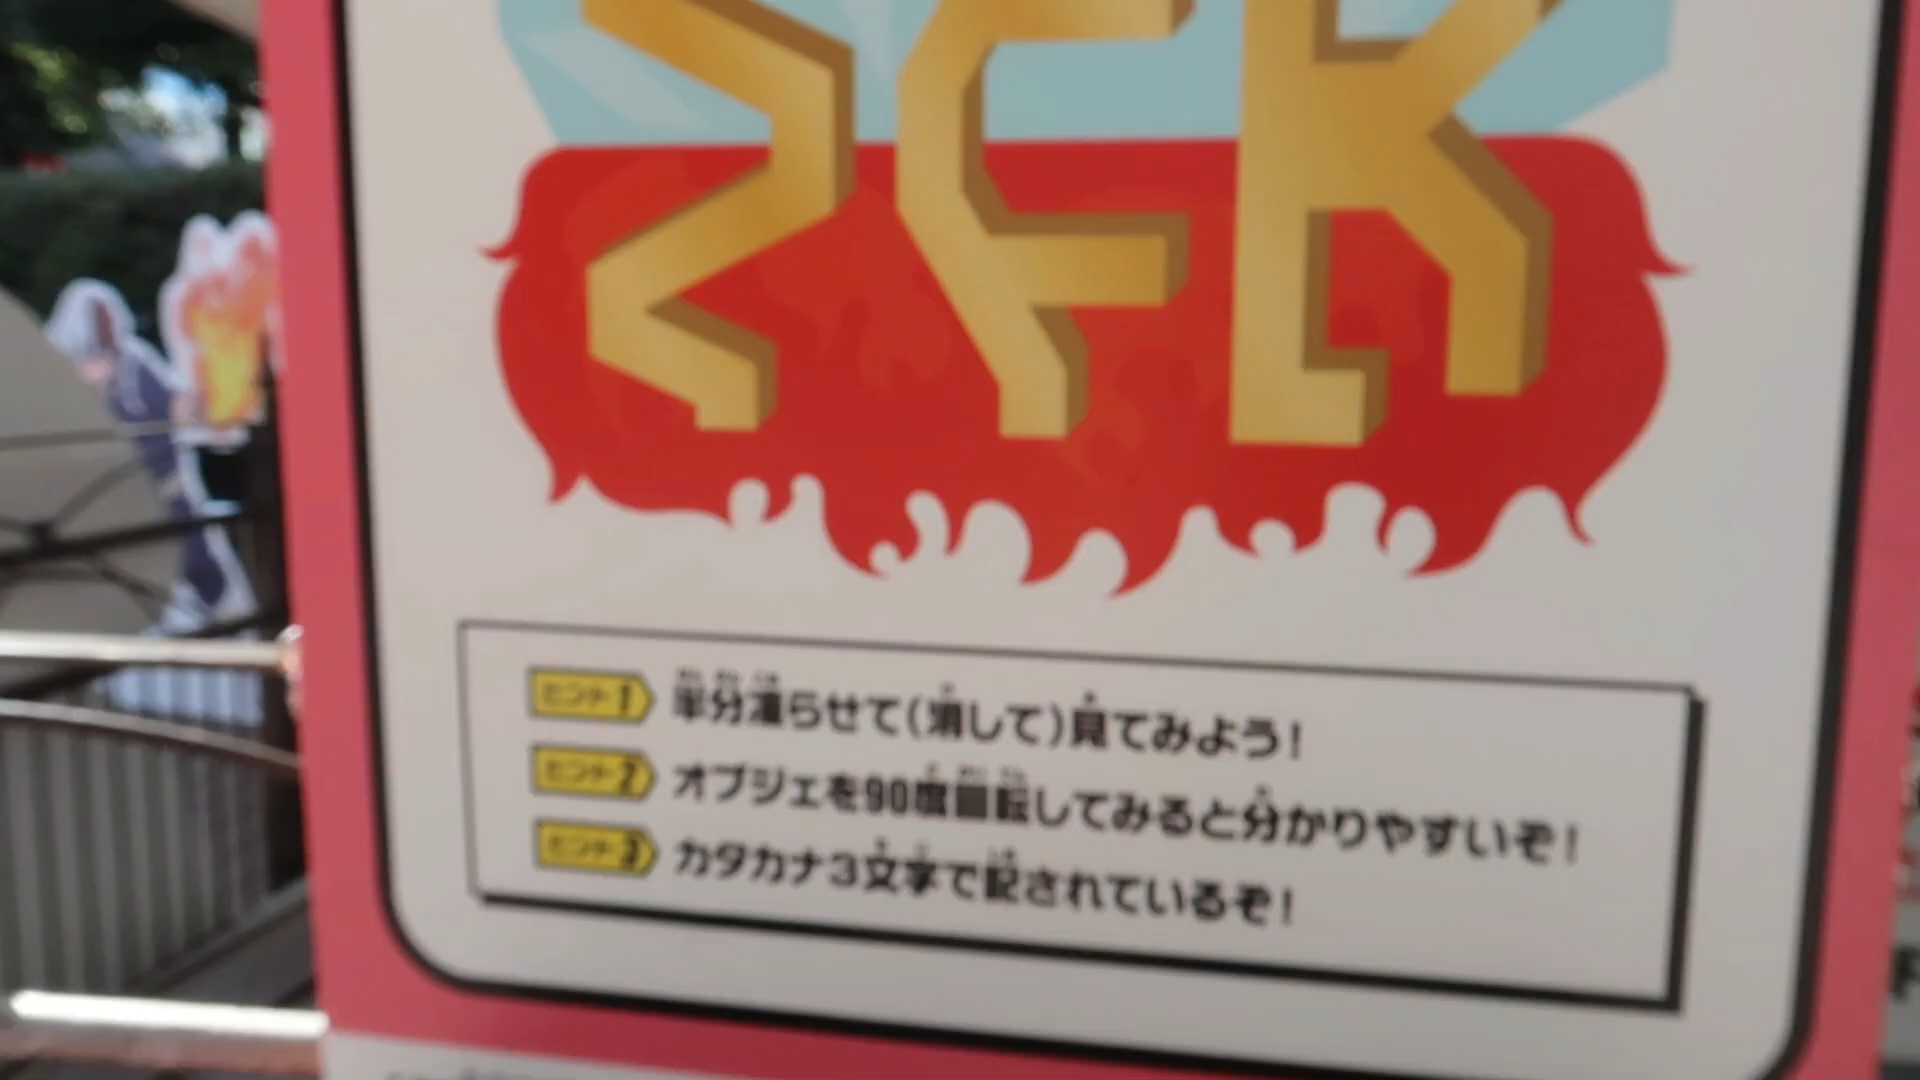 ヒント1 半分凍らせて(消して)見てみよう!
ヒント2 オブジェを90度回転してみると分かりやすいぞ!
ヒント3 カタカナ3文字で記されているぞ!